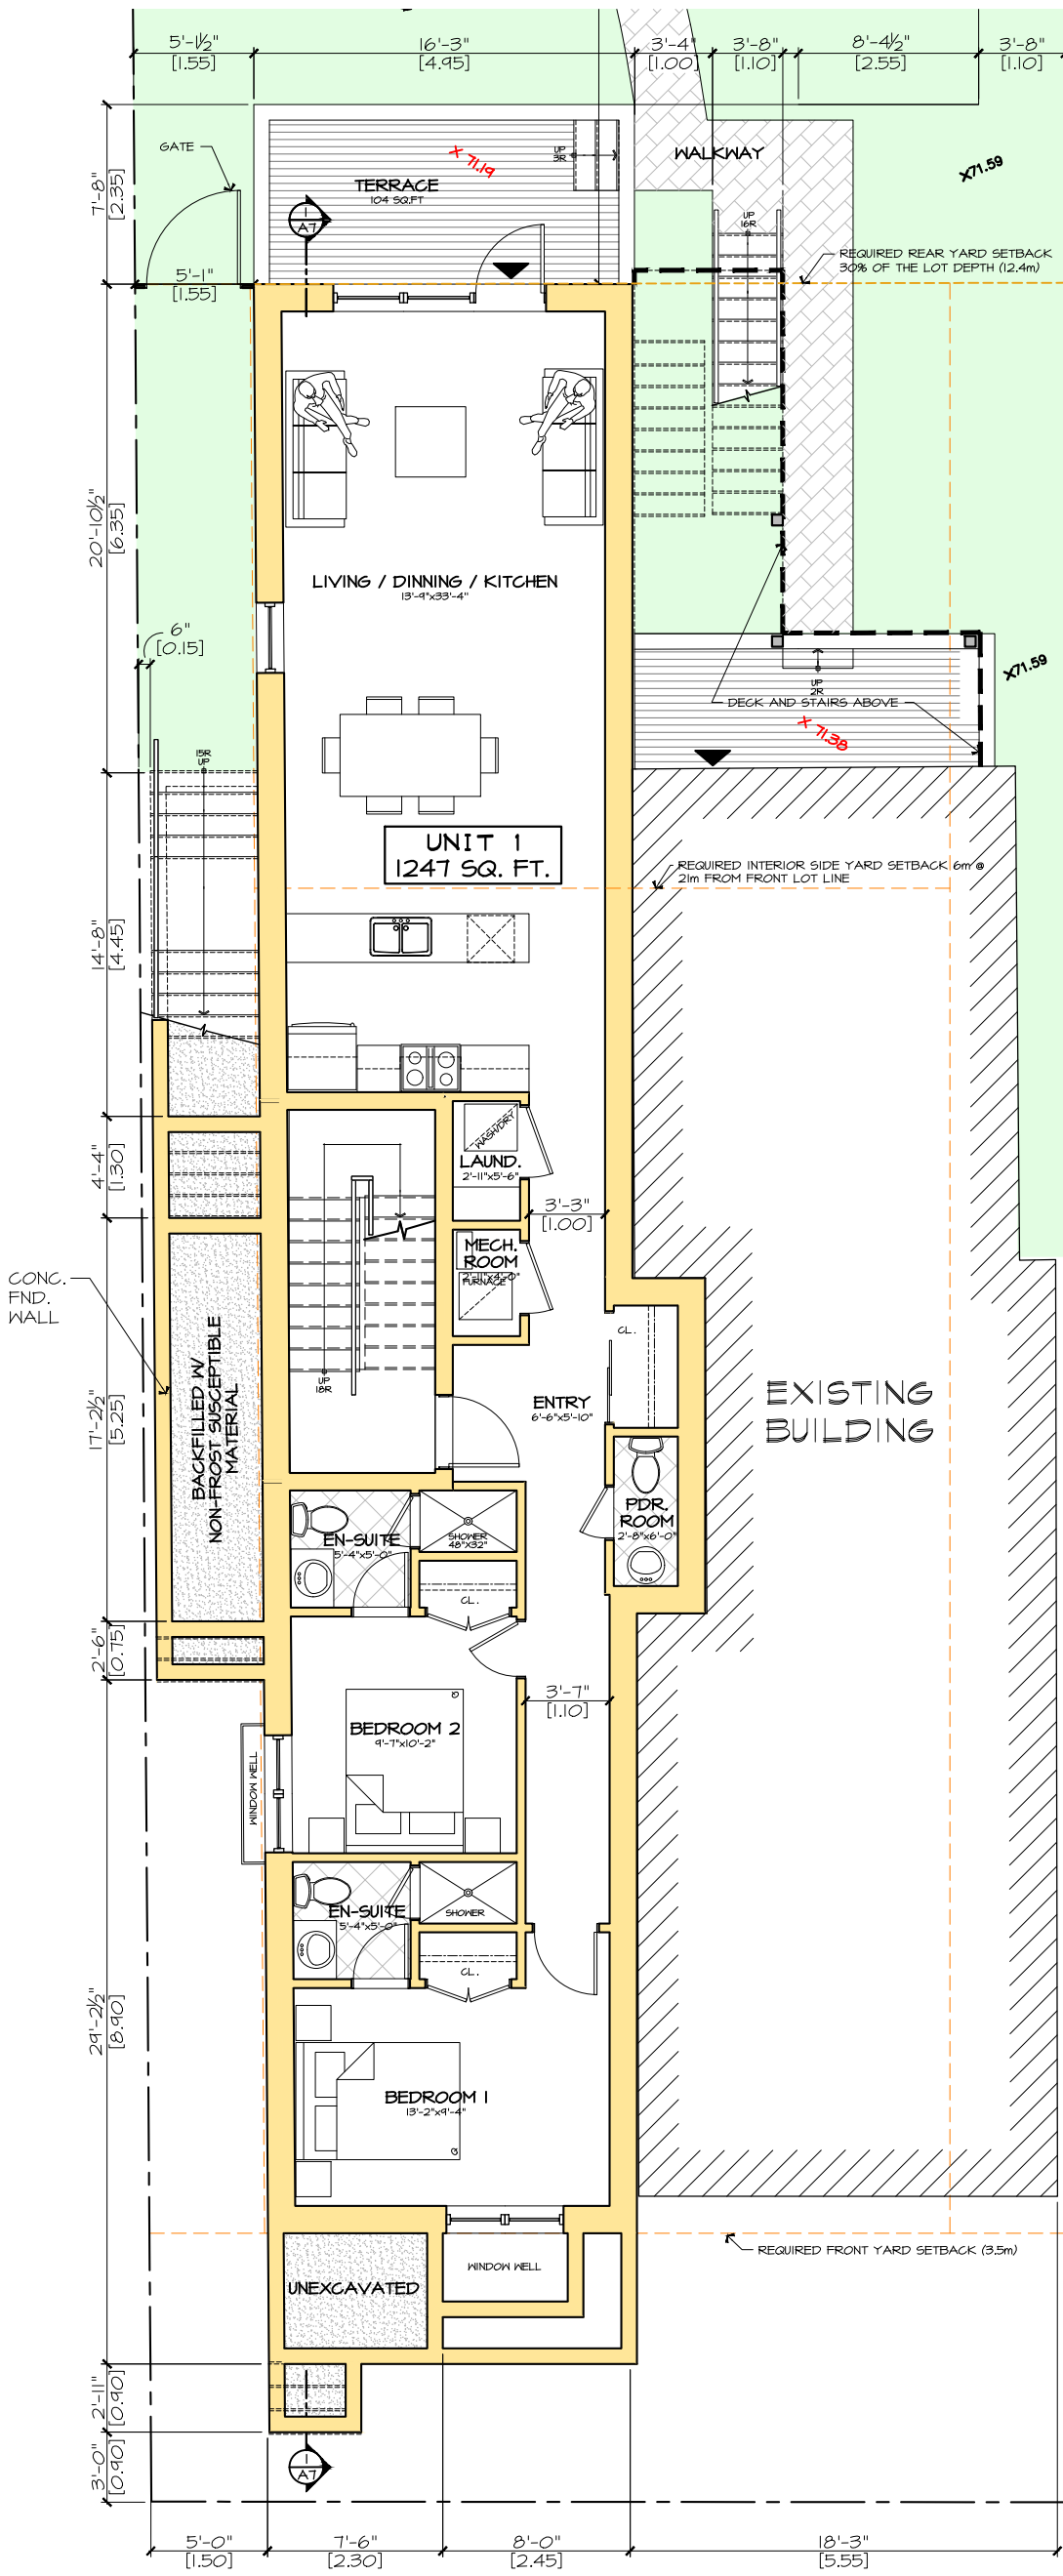 5'-1/2" 16'-3" 3'-4" 3'-8" 8'-4/2" 3'-8"
[1.55] [4.95] [1.00] [1.10] [2.55] [1.10]
GATE
7'-8"
[2.35]
UP
3R
X 71.19
TERRACE
104 SQ.FT
WALKWAY
X71.59
1
A7
UP
16R
REQUIRED REAR YARD SETBACK
30% OF THE LOT DEPTH (12.4m)
5'-1"
[1.55]
20'-10/2"
[6.35]
LIVING / DINNING / KITCHEN
13'-9"x33'-4"
6"
[0.15]
X71.59
UP
2R
DECK AND STAIRS ABOVE
X 71.38
15R
UP
UNIT 1
1247 SQ. FT.
REQUIRED INTERIOR SIDE YARD SETBACK 6m @
21m FROM FRONT LOT LINE
14'-8"
[4.45]
WASH/DRY
LAUND.
2'-11"x5'-6"
4'-4"
[1.30]
3'-3"
[1.00]
MECH.
ROOM
2'-11"x4'-0"
FURNACE
CONC.
FND.
WALL
CL.
UP
18R
ENTRY
6'-6"x5'-10"
EXISTING
BUILDING
17'-2/2"
[5.25]
BACKFILLED W/
NON-FROST SUSCEPTIBLE
MATERIAL
PDR.
ROOM
2'-8"x6'-0"
EN-SUITE
5'-4"x5'-0"
SHOWER
48"X32"
CL.
2'-6"
[0.75]
3'-7"
[1.10]
BEDROOM 2
9'-7"x10'-2"
WINDOW WELL
EN-SUITE
5'-4"x5'-0"
SHOWER
CL.
29'-2/2"
[8.90]
BEDROOM 1
13'-2"x9'-4"
REQUIRED FRONT YARD SETBACK (3.5m)
WINDOW WELL
UNEXCAVATED
2'-11"
[0.90]
3'-0"
[0.90]
1
A7
5'-0" 7'-6" 8'-0" 18'-3"
[1.50] [2.30] [2.45] [5.55]